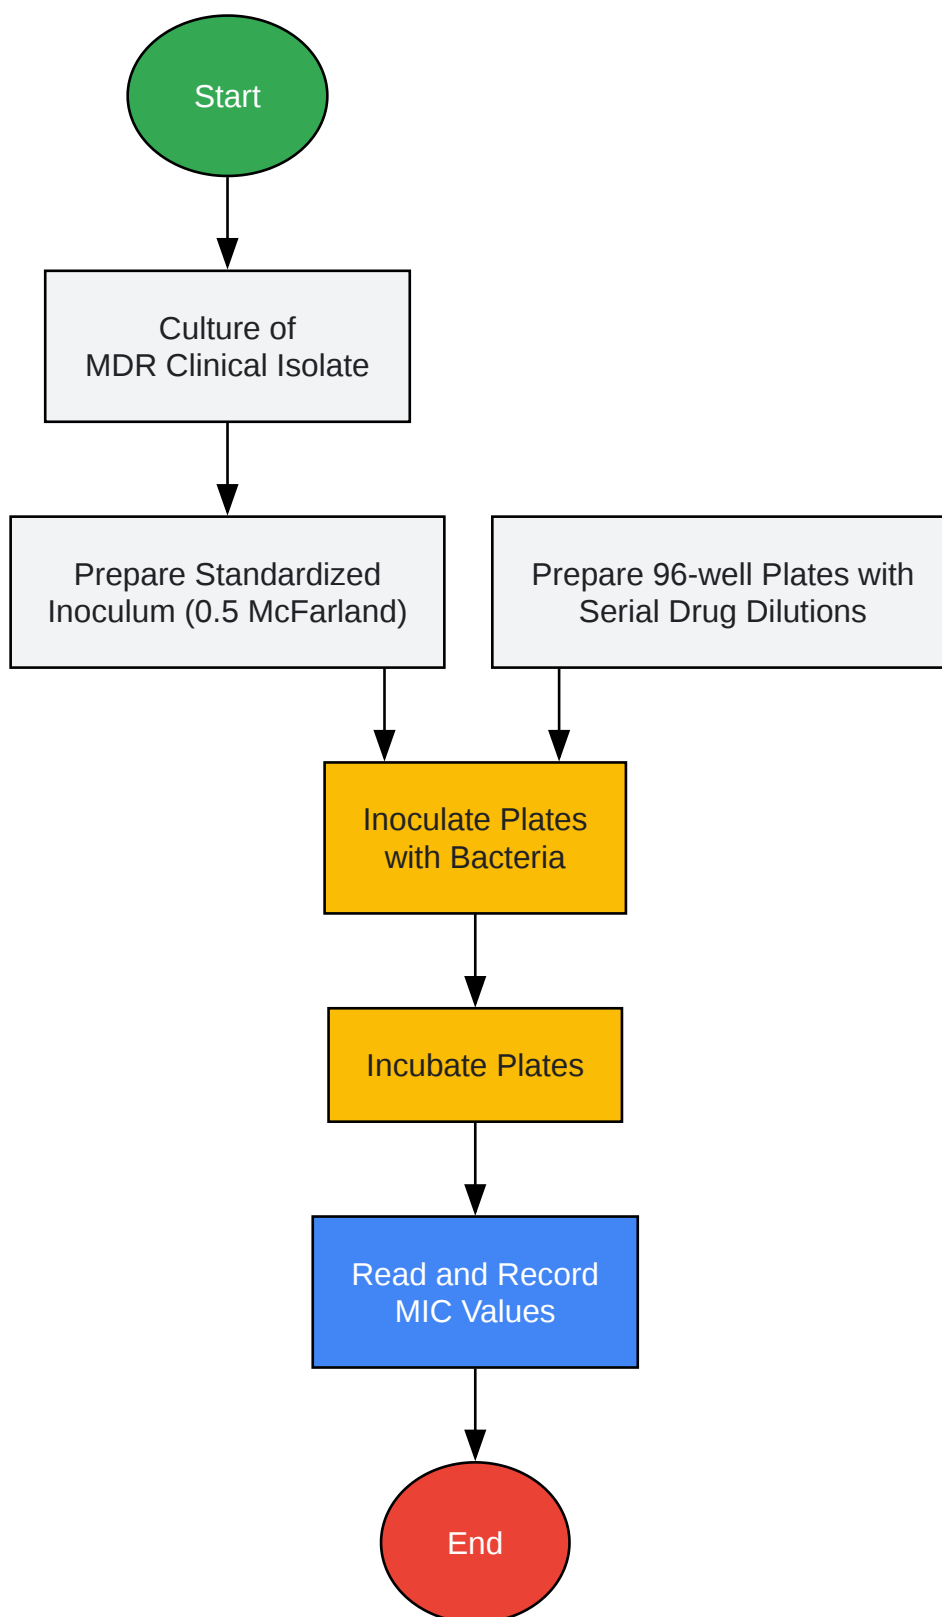 Start
Culture of
MDR Clinical Isolate
Prepare Standardized
Inoculum (0.5 McFarland)
Prepare 96-well Plates with
Serial Drug Dilutions
Inoculate Plates
with Bacteria
Incubate Plates
Read and Record
MIC Values
End